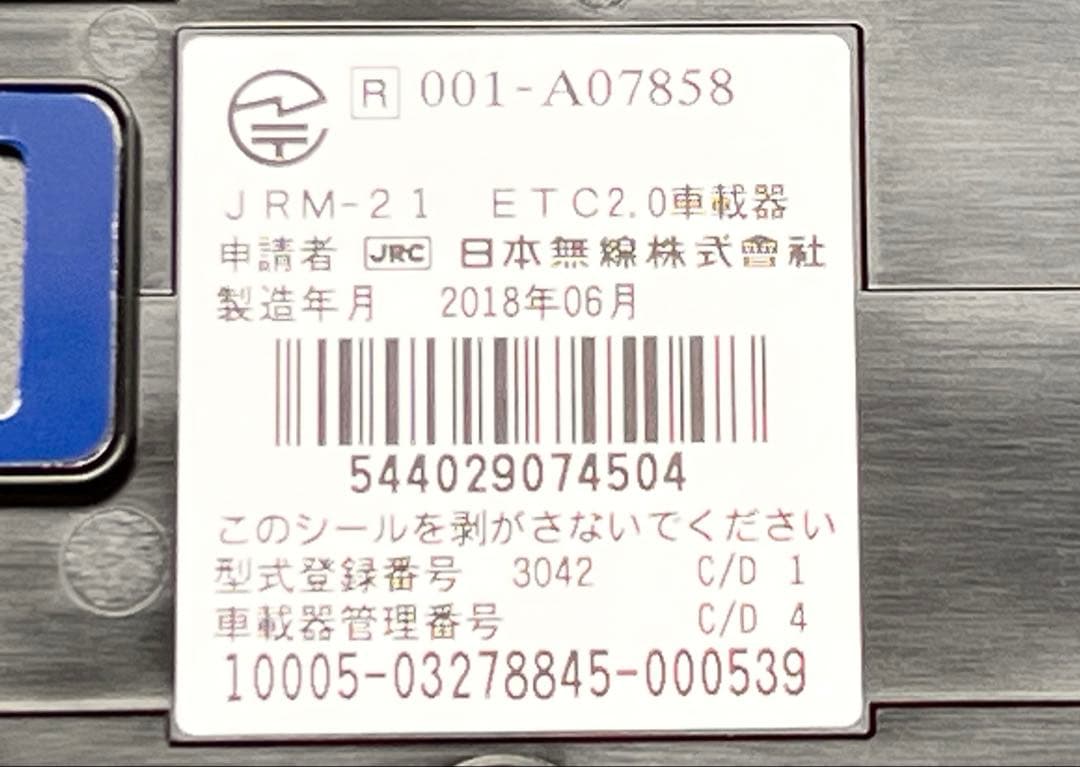 R 001-A07858
JRM-21 ETC2.0車載器
申請者 JRC 日本無線株式會社
製造年月 2018年06月
544029074504
このシールを剥がさないでください
型式登録番号 3042 C/D 1
車載器管理番号 C/D 4
10005-03278845-000539